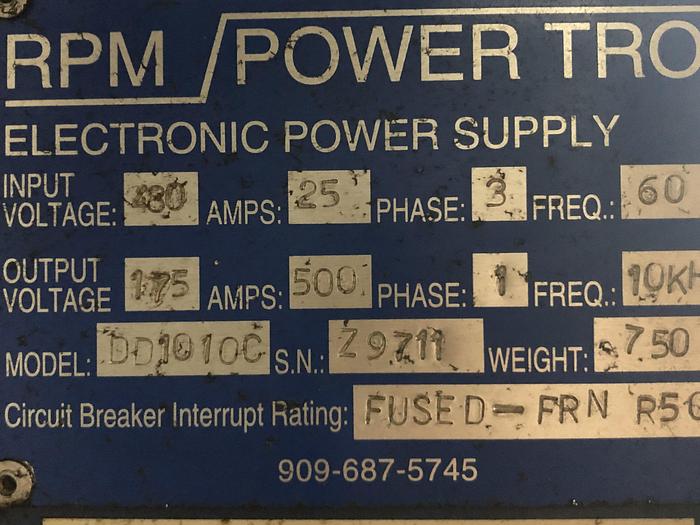 RPM / POWER TRO
ELECTRONIC POWER SUPPLY
INPUT VOLTAGE: 480 AMPS: 25 PHASE: 3 FREQ.: 60
OUTPUT VOLTAGE 175 AMPS: 500 PHASE: 1 FREQ.: 10KH
MODEL: DD1010C S.N.: Z9711 WEIGHT: 750
Circuit Breaker Interrupt Rating: FUSED-FRN R50
909-687-5745